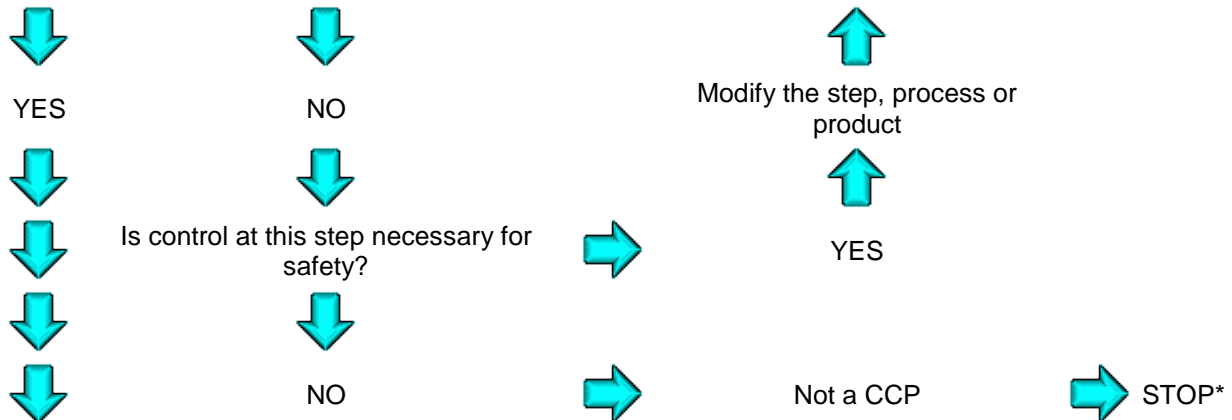 YES
NO
Modify the step, process or
product
Is control at this step necessary for
safety?
YES
NO
Not a CCP
STOP*